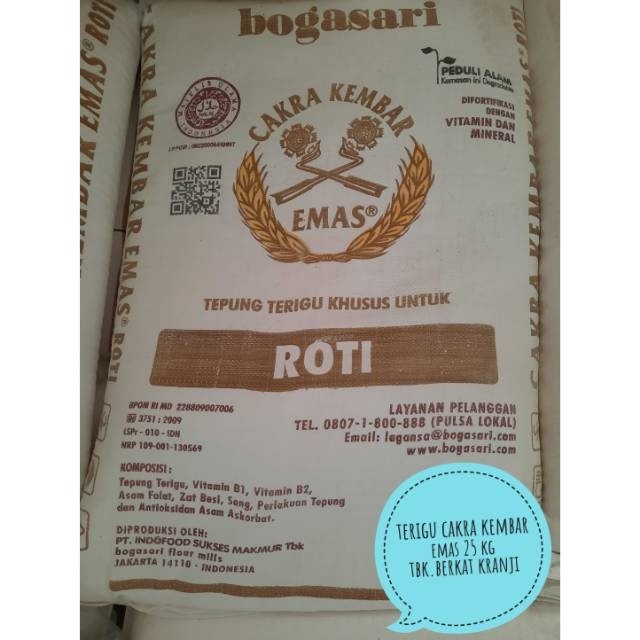 bogasari
PEDULI ALAM
Kemasan Ini Degradable
MAJELIS ULAMA
INDONESIA
حلال
CAKRA KEMBAR
EMAS®
DIFORTIFIKASI
DENGAN
VITAMIN DAN
MINERAL
TEPUNG TERIGU KHUSUS UNTUK
ROTI
BPOM RI MD 228809007006
3751 : 2009
LSPr - 010 - IDN
NRP 109-001-130569
LAYANAN PELANGGAN
TEL. 0807-1-800-888 (PULSA LOKAL)
Email: lagansa@bogasari.com
www.bogasari.com
KOMPOSISI :
Tepung Terigu, Vitamin B1, Vitamin B2,
Asam Folat, Zat Besi, Seng, Perlakuan Tepung
dan Antioksidan Asam Askorbat.
DIPRODUKSI OLEH:
PT. INDOFOOD SUKSES MAKMUR Tbk
bogasari flour mills
JAKARTA 14110 - INDONESIA
CAKRA KEMBAR EMAS® ROTI
CAKRA KEMBAR EMAS® ROTI
TERIGU CAKRA KEMBAR
EMAS 25 KG
TBK.BERKAT KRANJI